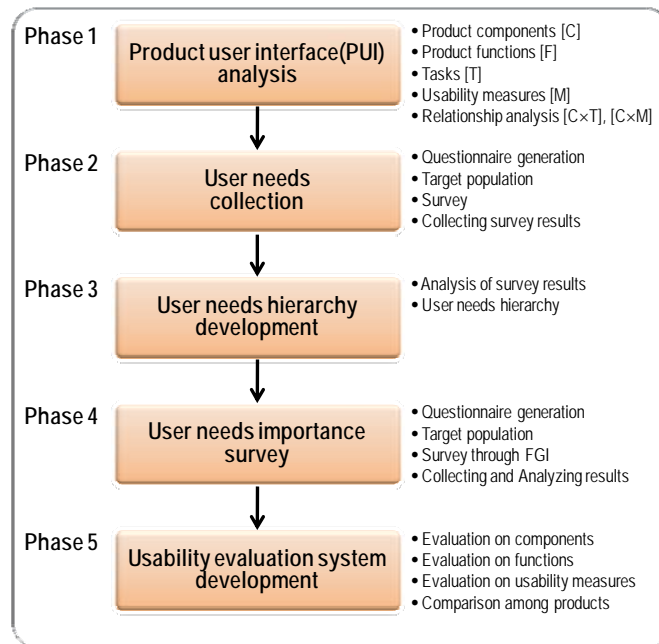 Phase 1
Product user interface(PUI)
analysis
• Product components [C]
• Product functions [F]
• Tasks [T]
• Usability measures [M]
• Relationship analysis [C×T], [C×M]
Phase 2
User needs
collection
• Questionnaire generation
• Target population
• Survey
• Collecting survey results
Phase 3
User needs hierarchy
development
• Analysis of survey results
• User needs hierarchy
Phase 4
User needs importance
survey
• Questionnaire generation
• Target population
• Survey through FGI
• Collecting and Analyzing results
Phase 5
Usability evaluation system
development
• Evaluation on components
• Evaluation on functions
• Evaluation on usability measures
• Comparison among products